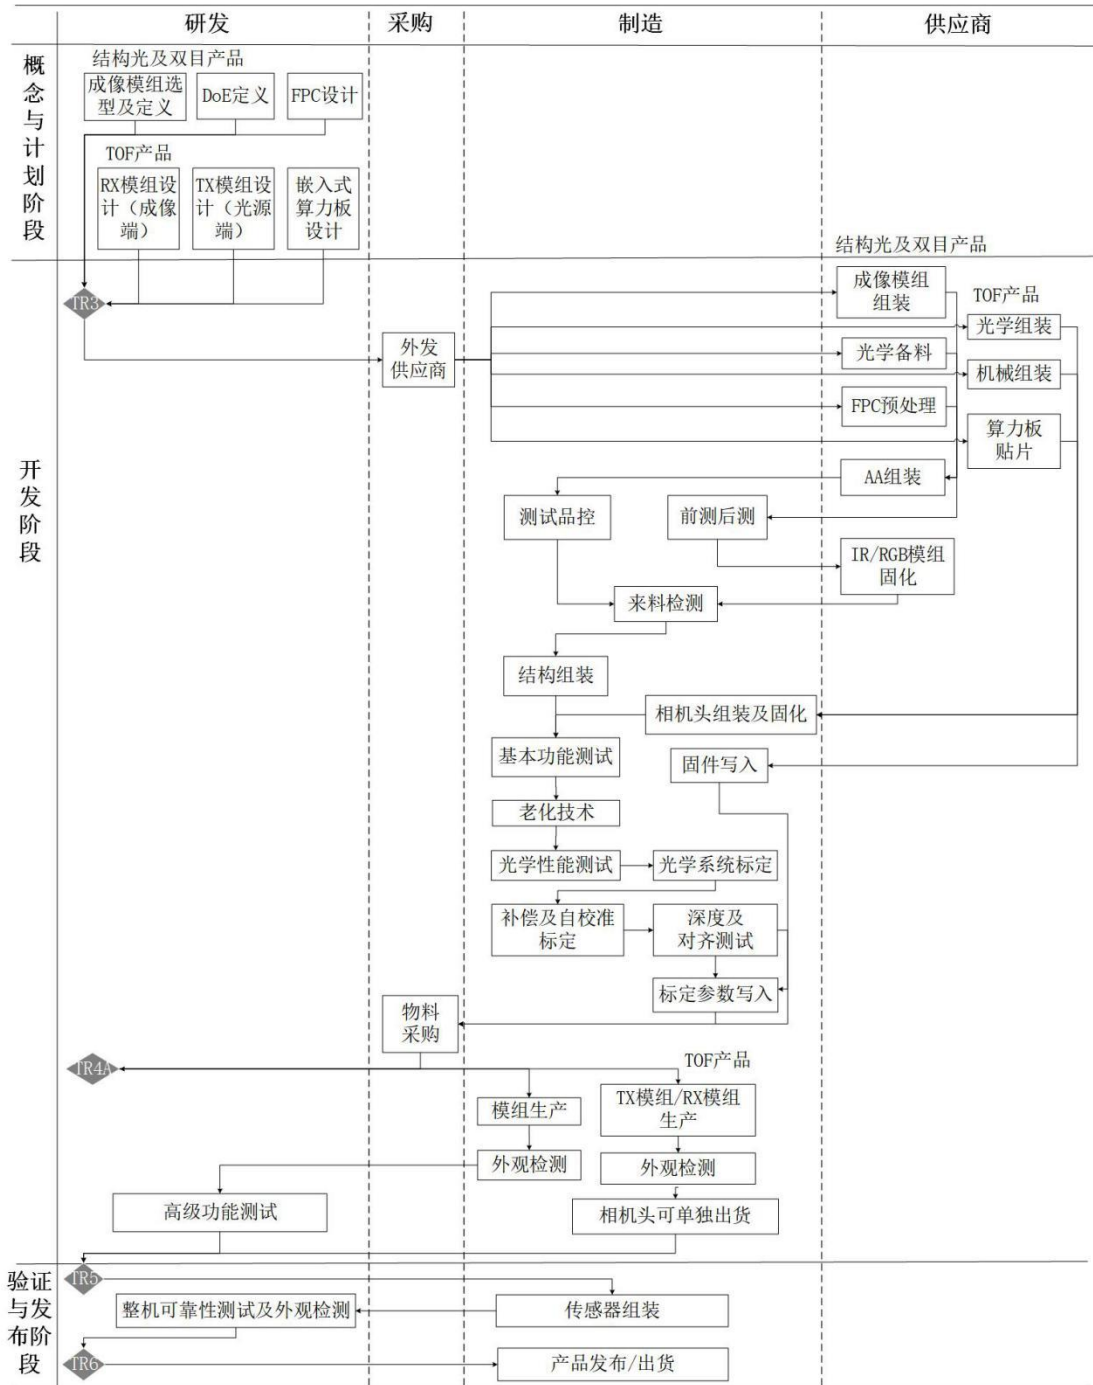 研发
采购
制造
供应商
概念与计划阶段
结构光及双目产品
成像模组选
型及定义
DoE定义
FPC设计
TOF产品
RX模组设
计（成像
端）
TX模组设
计（光源
端）
嵌入式
算力板
设计
结构光及双目产品
开发阶段
TR3
成像模组
组装
TOF产品
光学组装
外发
供应商
光学备料
机械组装
FPC预处理
算力板
贴片
AA组装
测试品控
前测后测
IR/RGB模组
固化
来料检测
结构组装
相机头组装及固化
基本功能测试
固件写入
老化技术
光学性能测试
光学系统标定
补偿及自校准
标定
深度及
对齐测试
标定参数写入
物料
采购
TR4A
TOF产品
模组生产
TX模组/RX模组
生产
外观检测
外观检测
高级功能测试
相机头可单独出货
验证
与发
布阶
段
TR5
整机可靠性测试及外观检测
传感器组装
TR6
产品发布/出货